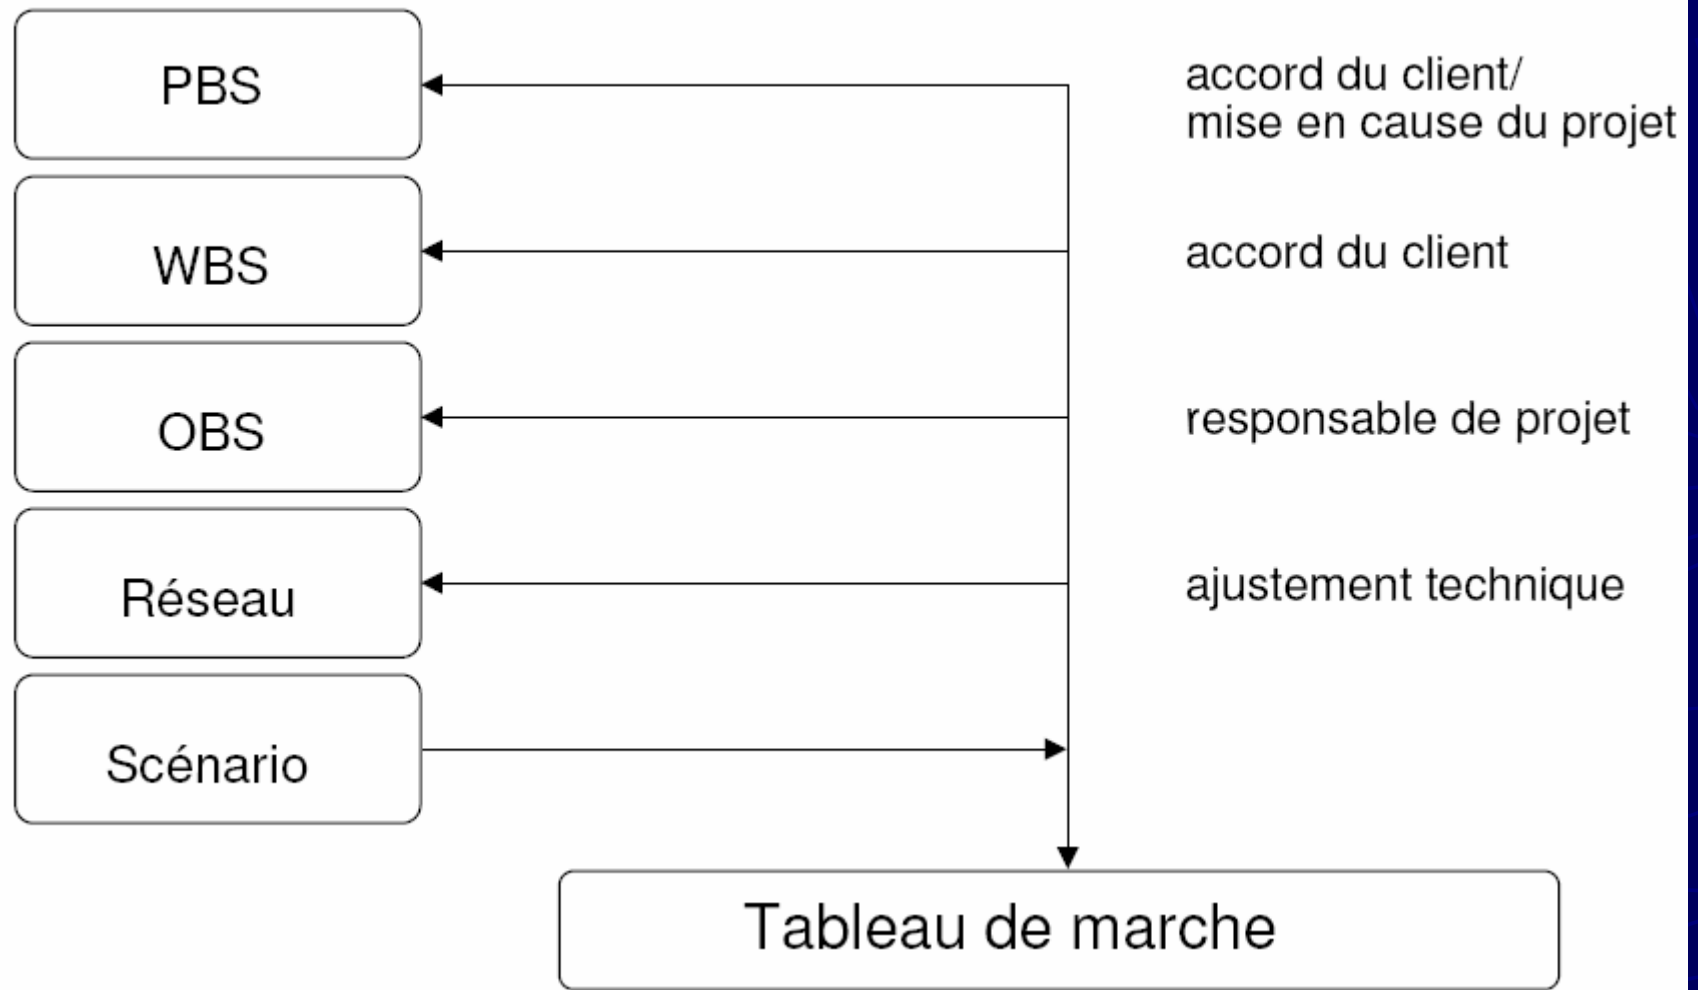 PBS
accord du client/
mise en cause du projet
WBS
accord du client
OBS
responsable de projet
Réseau
ajustement technique
Scénario
Tableau de marche